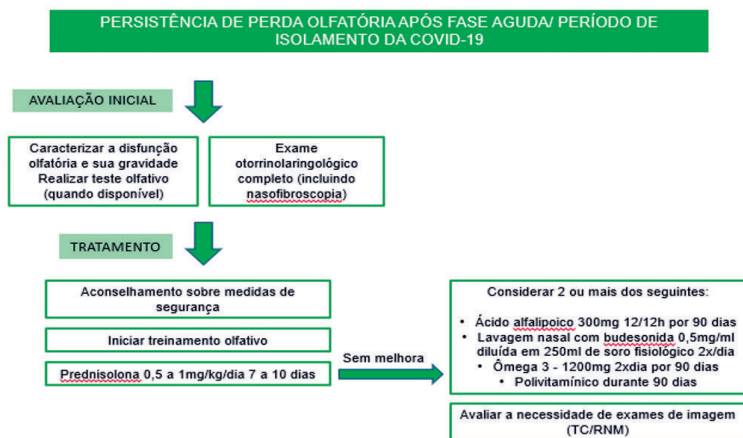 PERSISTÊNCIA DE PERDA OLFATÓRIA APÓS FASE AGUDA/ PERÍODO DE
ISOLAMENTO DA COVID-19
AVALIAÇÃO INICIAL
Caracterizar a disfunção
olfatória e sua gravidade
Realizar teste olfativo
(quando disponível)
Exame
otorrinolaringológico
completo (incluindo
nasofibroscopia)
TRATAMENTO
Aconselhamento sobre medidas de
segurança
Iniciar treinamento olfativo
Prednisolona 0,5 a 1mg/kg/dia 7 a 10 dias
Sem melhora
Considerar 2 ou mais dos seguintes:
• Ácido alfalipoico 300mg 12/12h por 90 dias
• Lavagem nasal com budesonida 0,5mg/ml
diluída em 250ml de soro fisiológico 2x/dia
• Ômega 3 - 1200mg 2xdia por 90 dias
• Polivitamínico durante 90 dias
Avaliar a necessidade de exames de imagem
(TC/RNM)